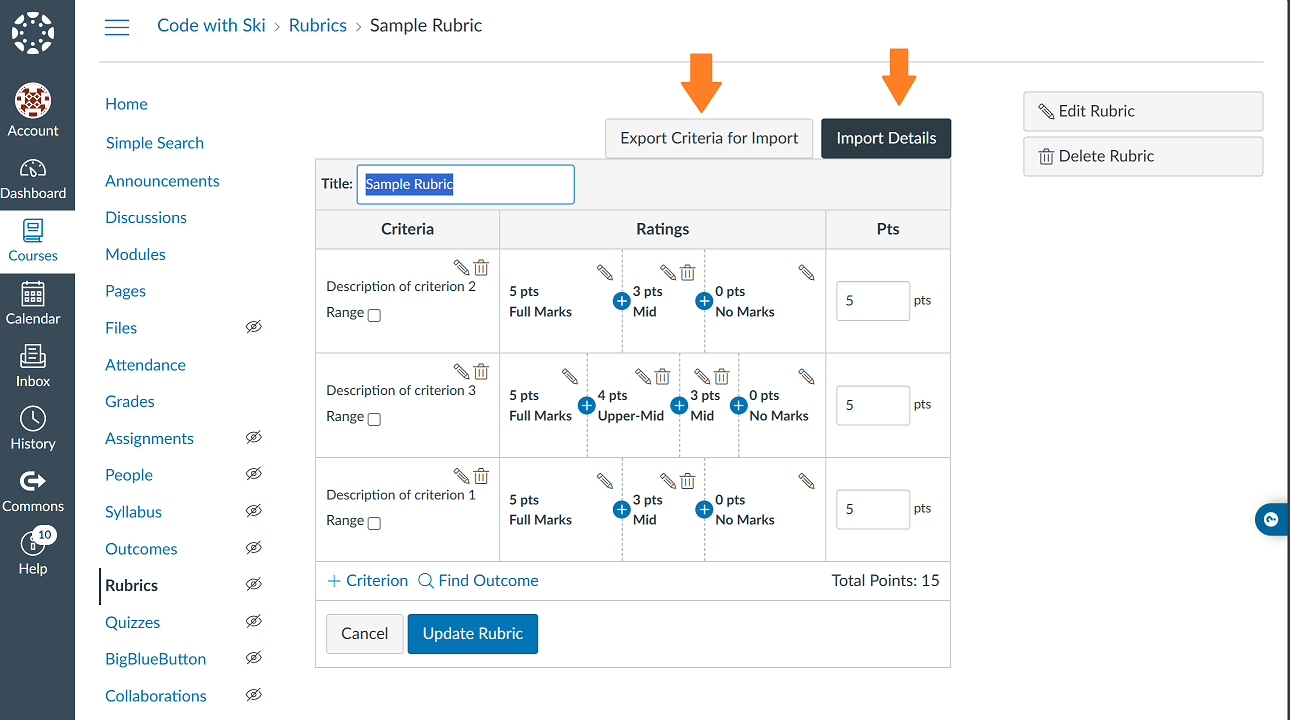 Code with Ski > Rubrics > Sample Rubric
Account
Dashboard
Courses
Calendar
Inbox
History
Commons
10
Help
Home
Simple Search
Announcements
Discussions
Modules
Pages
Files
Attendance
Grades
Assignments
People
Syllabus
Outcomes
Rubrics
Quizzes
BigBlueButton
Collaborations
Export Criteria for Import Import Details
Title: Sample Rubric
Criteria Ratings Pts
Description of criterion 2
Range
5 pts
Full Marks
3 pts
Mid
0 pts
No Marks
5 pts
Description of criterion 3
Range
5 pts
Full Marks
4 pts
Upper-Mid
3 pts
Mid
0 pts
No Marks
5 pts
Description of criterion 1
Range
5 pts
Full Marks
3 pts
Mid
0 pts
No Marks
5 pts
+ Criterion Find Outcome Total Points: 15
Cancel Update Rubric
Edit Rubric
Delete Rubric